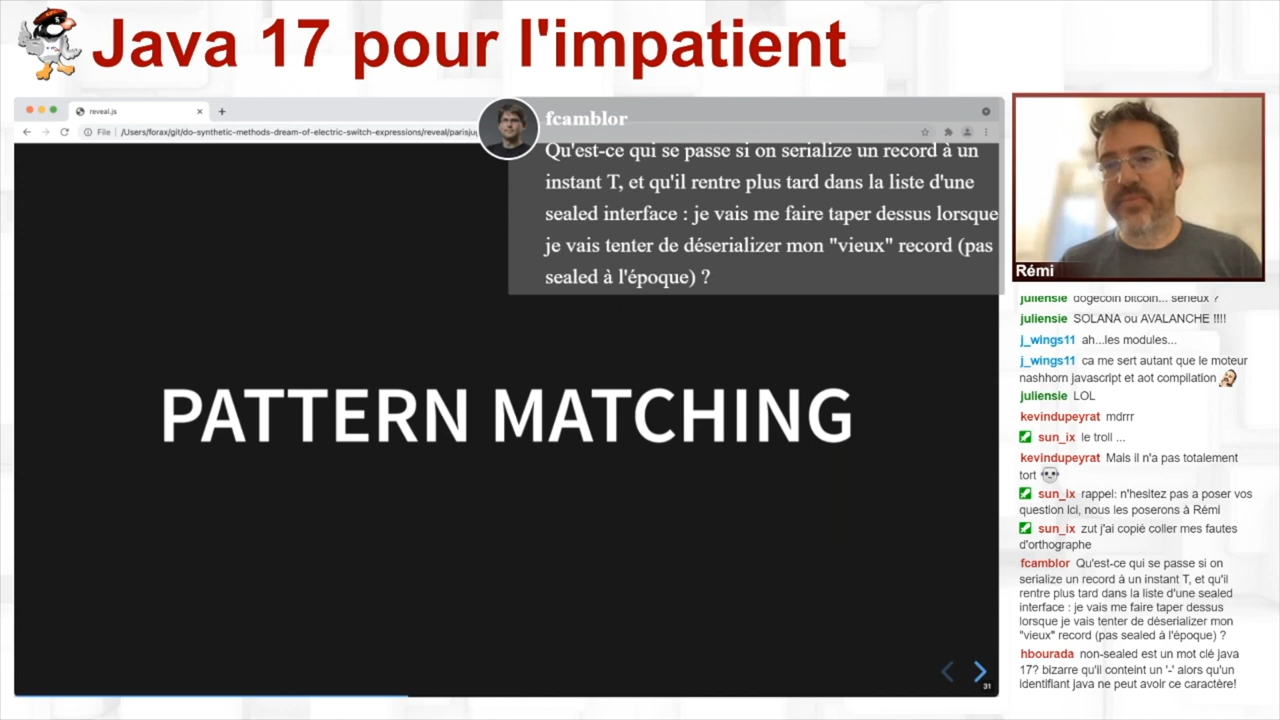 Java 17 pour l'impatient
reveal.js
File
/Users/forax/git/do-synthetic-methods-dream-of-electric-switch-expressions/reveal/parisjug
fcamblor
Qu'est-ce qui se passe si on serialize un record à un
instant T, et qu'il rentre plus tard dans la liste d'une
sealed interface : je vais me faire taper dessus lorsque
je vais tenter de déserializer mon "vieux" record (pas
sealed à l'époque) ?
PATTERN MATCHING
31
Rémi
juliensie dogecoin bitcoin... serieux ?
juliensie SOLANA ou AVALANCHE !!!!
j_wings11 ah...les modules...
j_wings11 ca me sert autant que le moteur
nashhorn javascript et aot compilation
juliensie LOL
kevindupeyrat mdrrr
sun_ix le troll ...
kevindupeyrat Mais il n'a pas totalement
tort
sun_ix rappel: n'hesitez pas a poser vos
question ici, nous les poserons à Rémi
sun_ix zut j'ai copié coller mes fautes
d'orthographe
fcamblor Qu'est-ce qui se passe si on
serialize un record à un instant T, et qu'il
rentre plus tard dans la liste d'une sealed
interface : je vais me faire taper dessus
lorsque je vais tenter de déserializer mon
"vieux" record (pas sealed à l'époque) ?
hbourada non-sealed est un mot clé java
17? bizarre qu'il conteint un '-' alors qu'un
identifiant java ne peut avoir ce caractère!